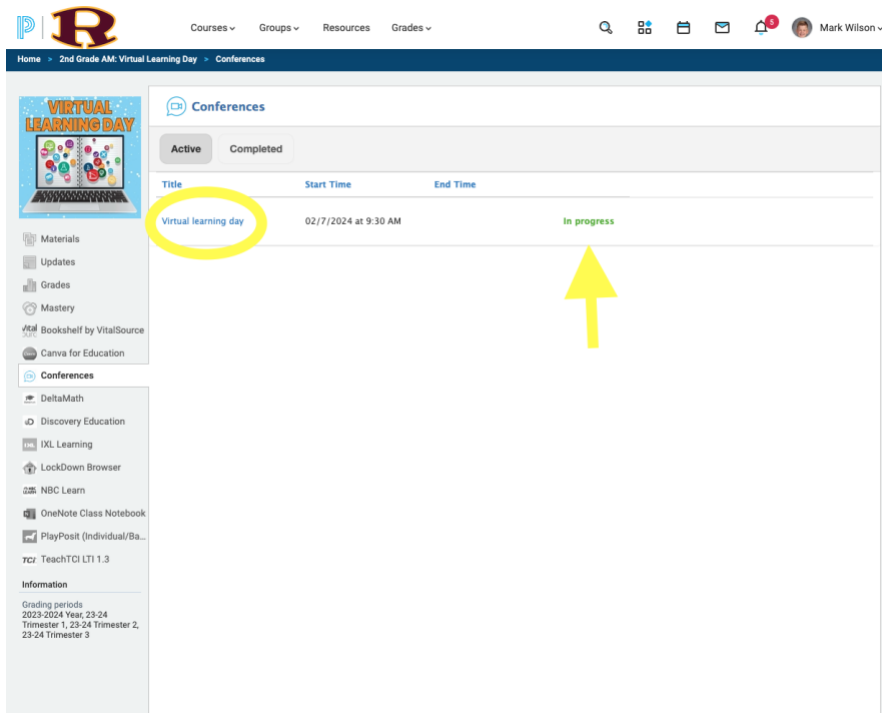 R
Courses Groups Resources Grades 5 Mark Wilson
Home > 2nd Grade AM: Virtual Learning Day > Conferences
VIRTUAL
LEARNING DAY
Conferences
Active Completed
Title Start Time End Time
Virtual learning day 02/7/2024 at 9:30 AM In progress
Materials
Updates
Grades
Mastery
Bookshelf by VitalSource
Canva for Education
Conferences
DeltaMath
Discovery Education
IXL Learning
LockDown Browser
NBC Learn
OneNote Class Notebook
PlayPosit (Individual/Ba...
TCI TeachTCI LTI 1.3
Information
Grading periods
2023-2024 Year, 23-24
Trimester 1, 23-24 Trimester 2,
23-24 Trimester 3